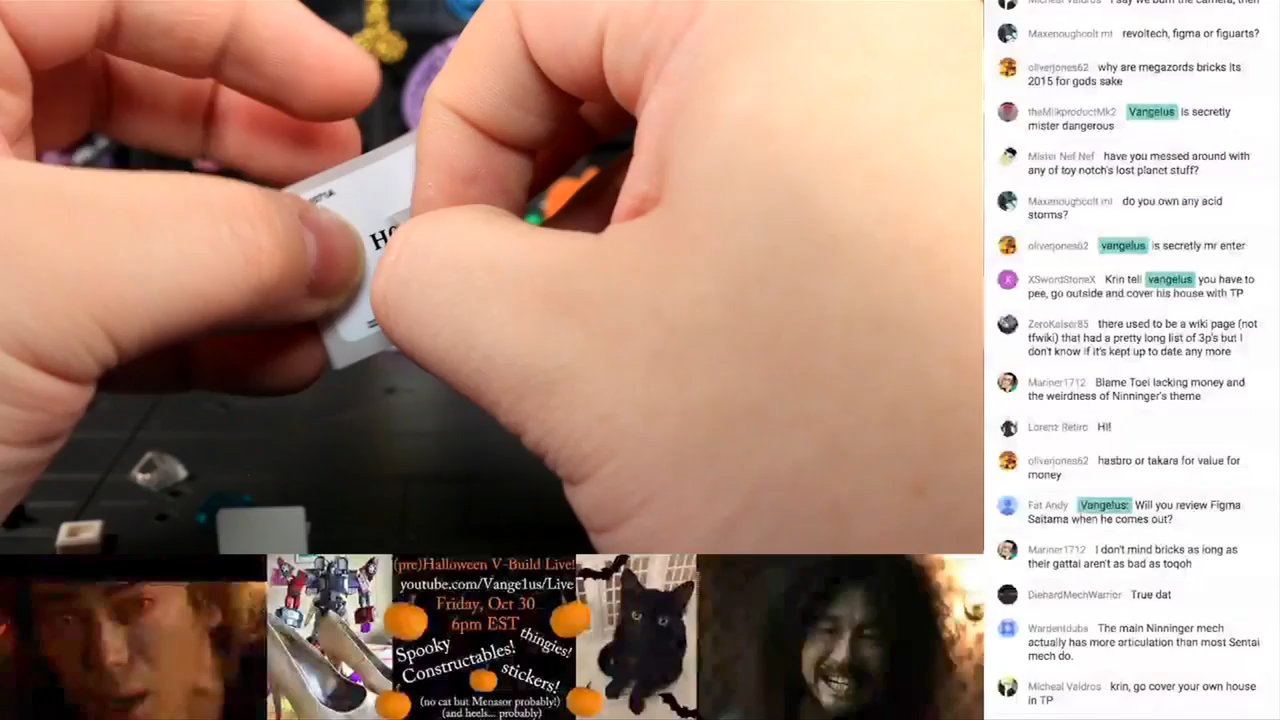 (pre)Halloween V-Build Live!
youtube.com/Vange1us/Live
Friday, Oct 30
6pm EST
Spooky
Constructables!
thingies!
stickers!
(no cat but Menasor probably!)
(and heels... probably)
Maxenoughcolt mt revoltech, figma or figuarts?
oliverjones62 why are megazords bricks its
2015 for gods sake
theMilkproductMk2 Vangelus is secretly
mister dangerous
Mister Nef Nef have you messed around with
any of toy notch's lost planet stuff?
Maxenoughcolt mt do you own any acid
storms?
oliverjones62 vangelus is secretly mr enter
XSwordStoneX Krin tell vangelus you have to
pee, go outside and cover his house with TP
ZeroKaiser85 there used to be a wiki page (not
tfwiki) that had a pretty long list of 3p's but I
don't know if it's kept up to date any more
Mariner1712 Blame Toei lacking money and
the weirdness of Ninninger's theme
Lorenz Retiro HI!
oliverjones62 hasbro or takara for value for
money
Fat Andy Vangelus: Will you review Figma
Saitama when he comes out?
Mariner1712 I don't mind bricks as long as
their gattai aren't as bad as toqoh
DiehardMechWarrior True dat
Wardentdubs The main Ninninger mech
actually has more articulation than most Sentai
mech do.
Micheal Valdros krin, go cover your own house
in TP